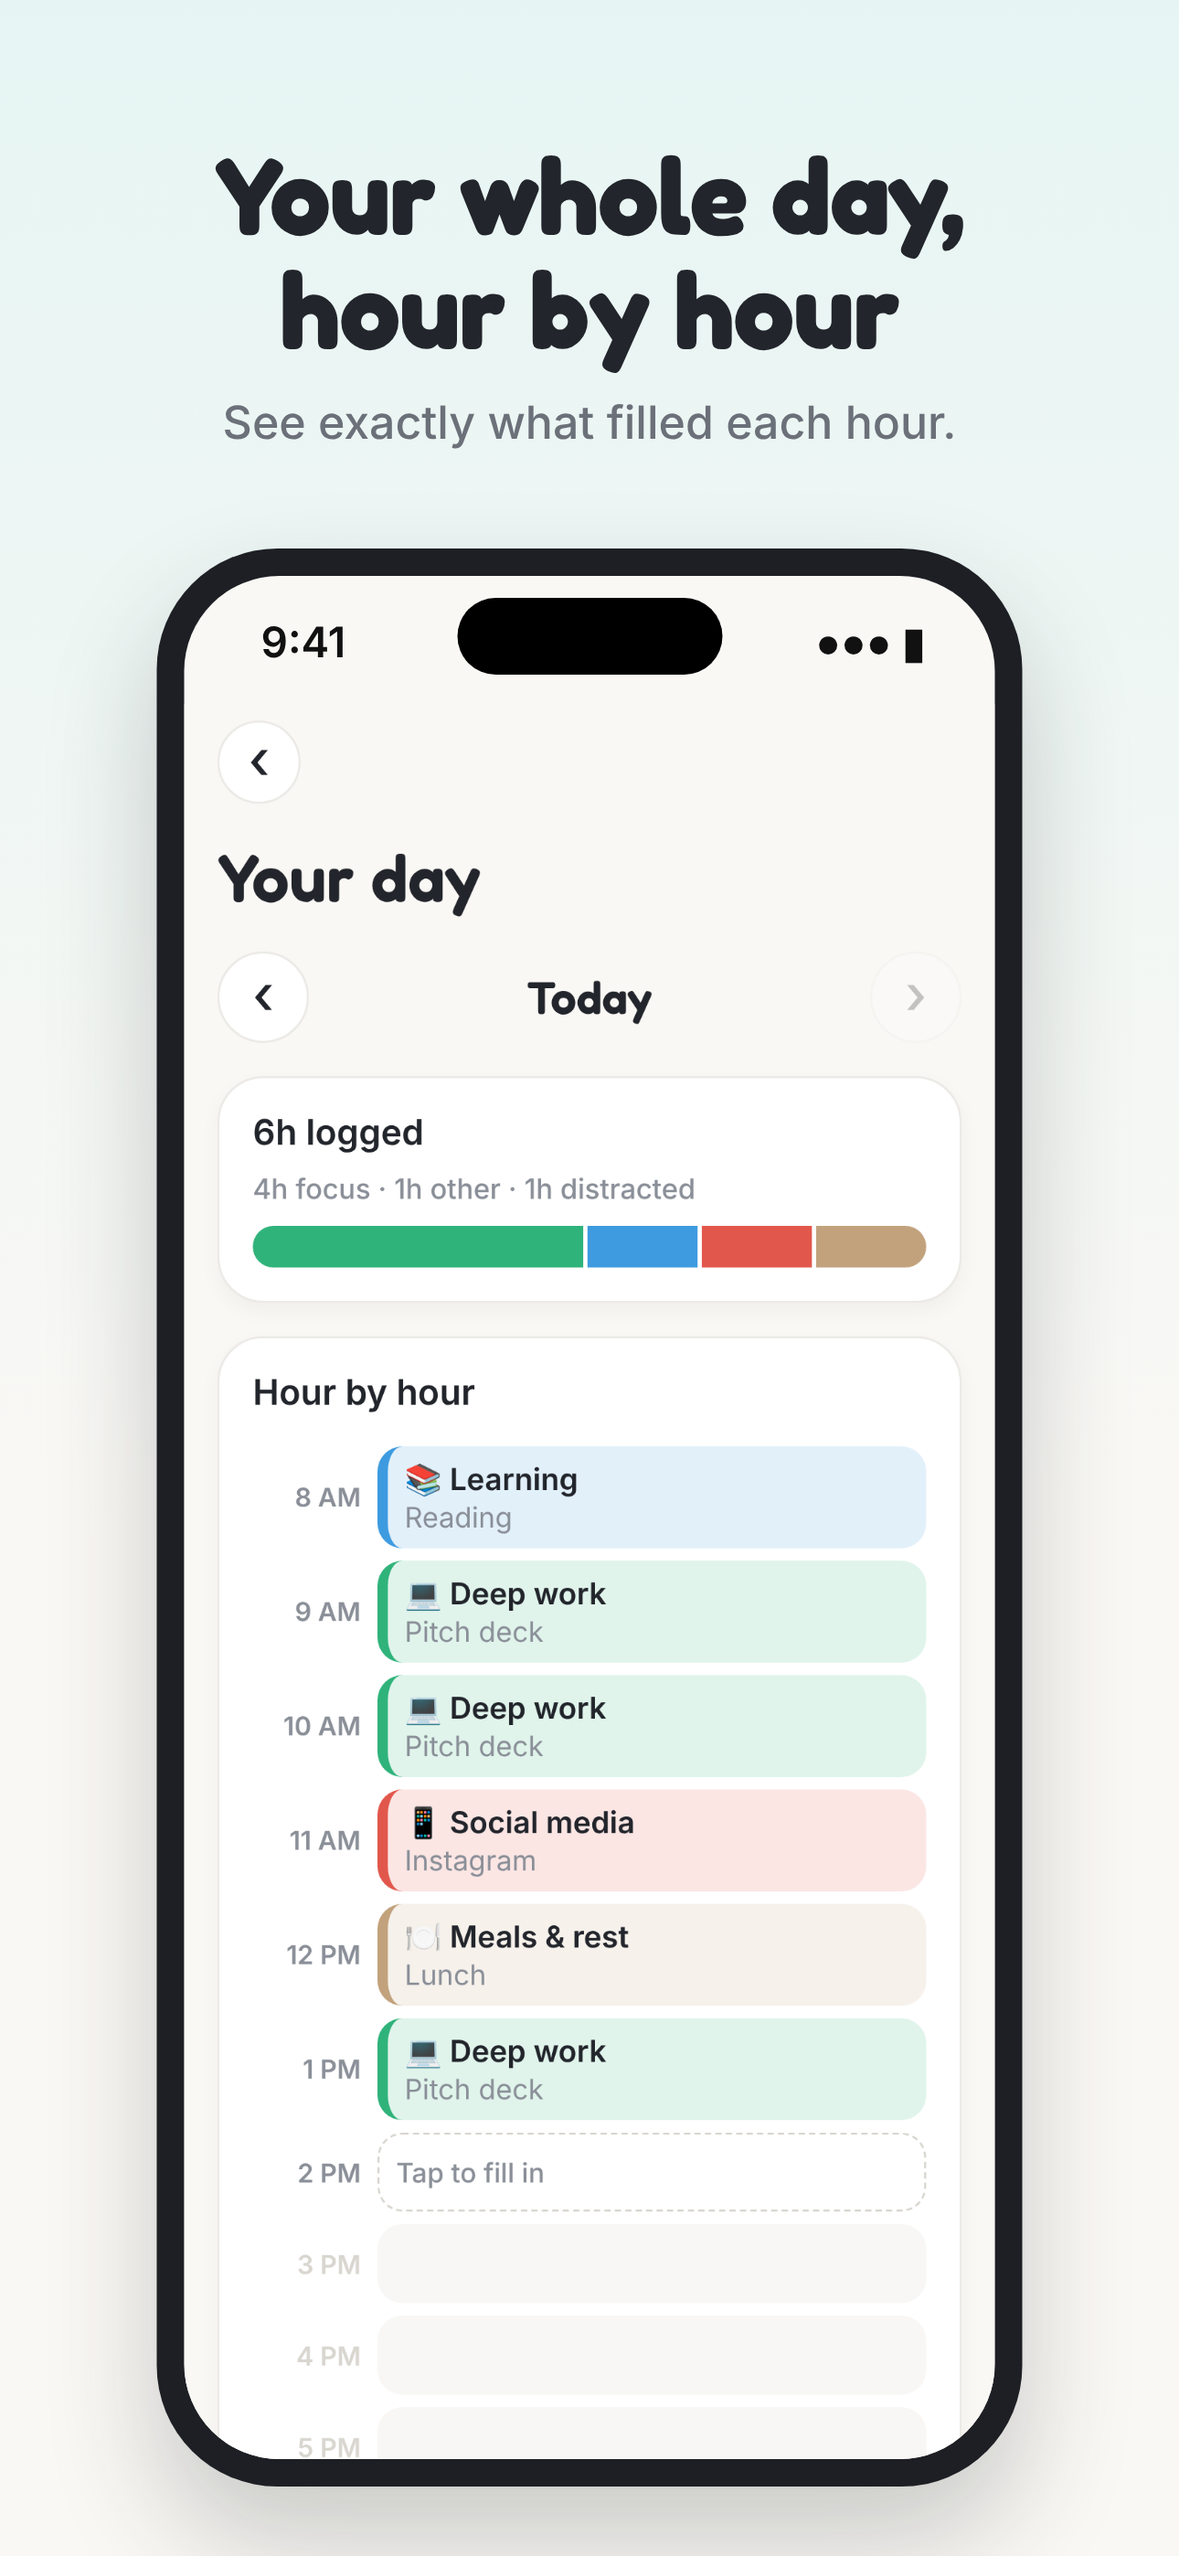 Your whole day,
hour by hour
See exactly what filled each hour.
9:41
Your day
Today
6h logged
4h focus · 1h other · 1h distracted
Hour by hour
8 AM
📚 Learning
Reading
9 AM
💻 Deep work
Pitch deck
10 AM
💻 Deep work
Pitch deck
11 AM
📱 Social media
Instagram
12 PM
🍽️ Meals & rest
Lunch
1 PM
💻 Deep work
Pitch deck
2 PM
Tap to fill in
3 PM
4 PM
5 PM